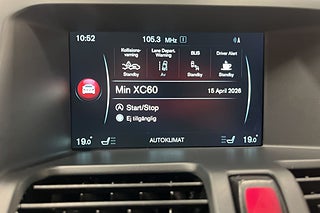 10:52 105.3 MHz 1
Kollisions- Lane Depart. BLIS Driver Alert
varning Warning
Standby Av Standby Standby
Min XC60 15 April 2026
Start/Stop
Ej tillgänglig
19.0° AUTOKLIMAT 19.0°